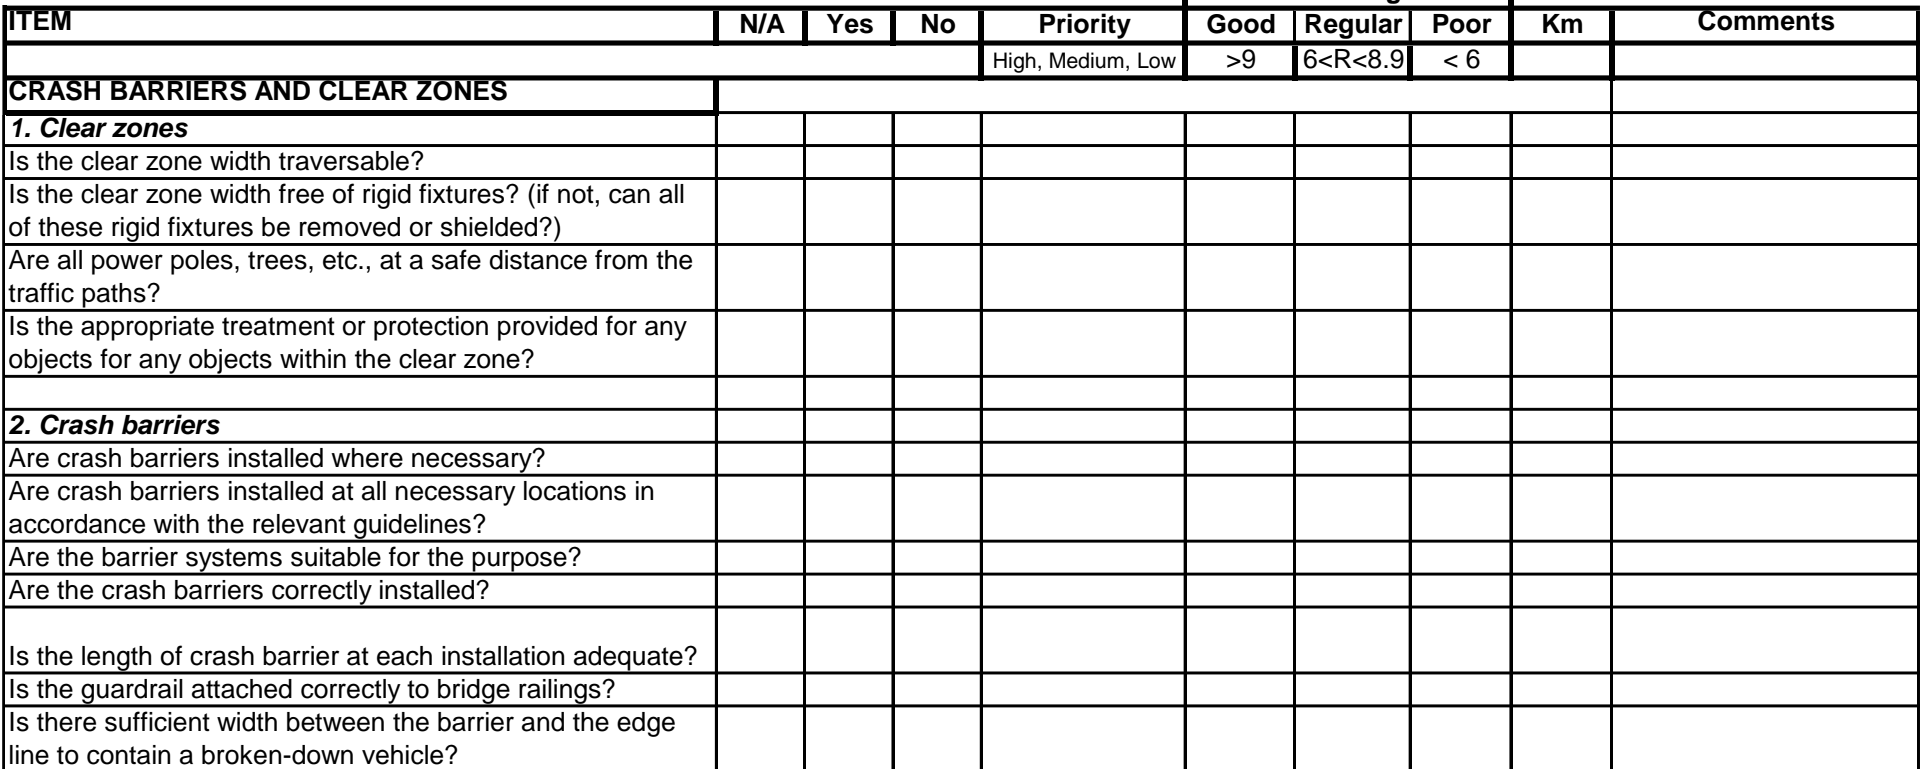 ITEM N/A Yes No Priority Good Regular Poor Km Comments
High, Medium, Low >9 6<R<8.9 < 6
CRASH BARRIERS AND CLEAR ZONES
1. Clear zones
Is the clear zone width traversable?
Is the clear zone width free of rigid fixtures? (if not, can all
of these rigid fixtures be removed or shielded?)
Are all power poles, trees, etc., at a safe distance from the
traffic paths?
Is the appropriate treatment or protection provided for any
objects for any objects within the clear zone?
2. Crash barriers
Are crash barriers installed where necessary?
Are crash barriers installed at all necessary locations in
accordance with the relevant guidelines?
Are the barrier systems suitable for the purpose?
Are the crash barriers correctly installed?
Is the length of crash barrier at each installation adequate?
Is the guardrail attached correctly to bridge railings?
Is there sufficient width between the barrier and the edge
line to contain a broken-down vehicle?